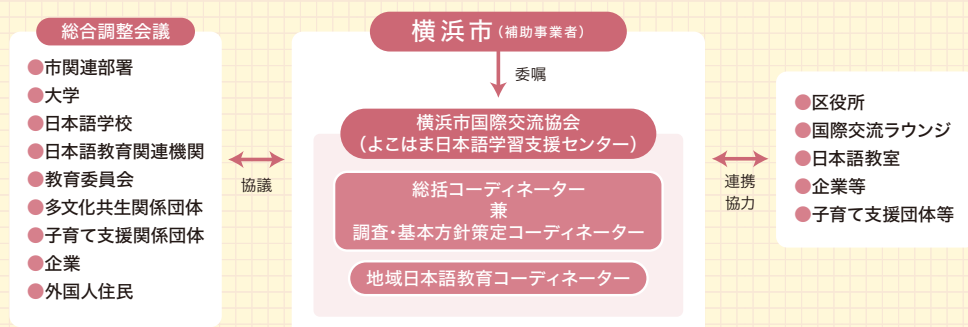 総合調整会議
●市関連部署
●大学
●日本語学校
●日本語教育関連機関
●教育委員会
●多文化共生関係団体
●子育て支援関係団体
●企業
●外国人住民
協議
横浜市(補助事業者)
委嘱
横浜市国際交流協会
(よこはま日本語学習支援センター)
総括コーディネーター
兼
調査・基本方針策定コーディネーター
地域日本語教育コーディネーター
連携
協力
●区役所
●国際交流ラウンジ
●日本語教室
●企業等
●子育て支援団体等